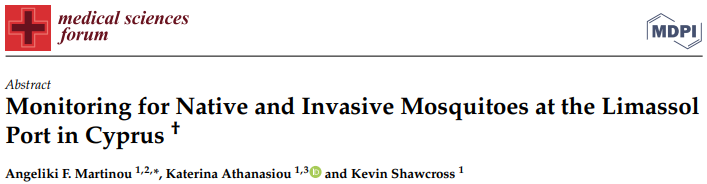 medical sciences
forum
MDPI
Abstract
Monitoring for Native and Invasive Mosquitoes at the Limassol
Port in Cyprus †
Angeliki F. Martinou 1,2,*, Katerina Athanasiou 1,3 iD and Kevin Shawcross 1